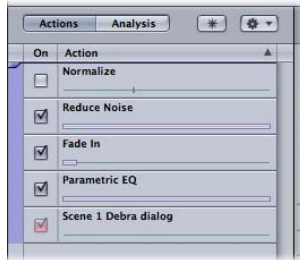 Actions Analysis
On Action
Normalize
Reduce Noise
Fade In
Parametric EQ
Scene 1 Debra dialog